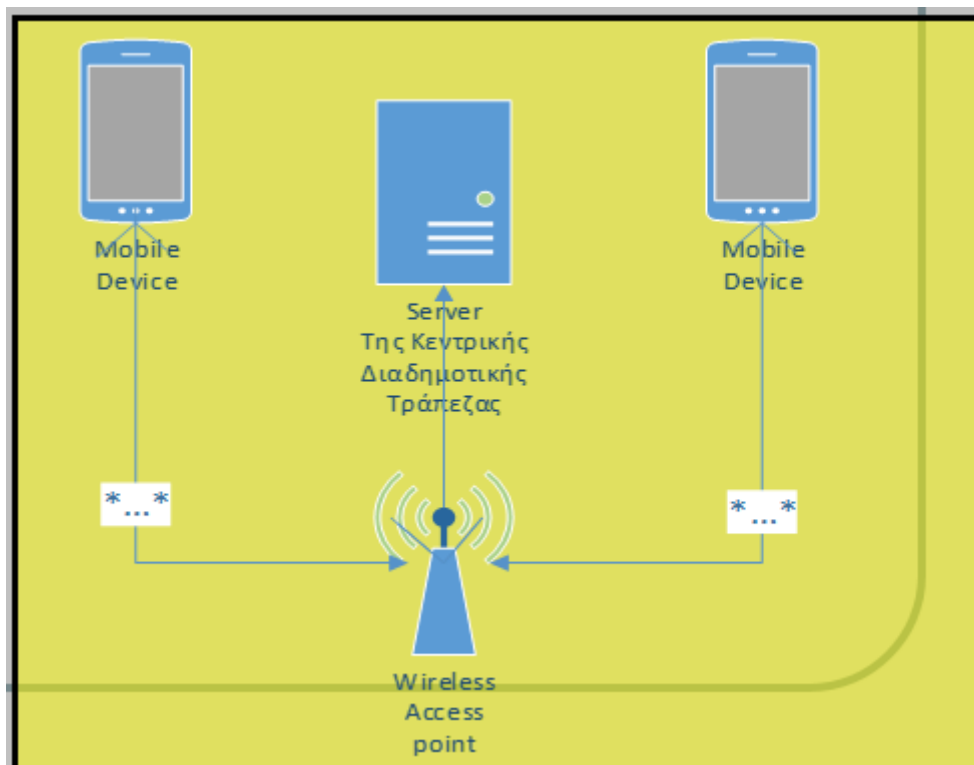 Mobile
Device
Server
Της Κεντρικής
Διαδημοτικής
Τράπεζας
Mobile
Device
*...*
*...*
Wireless
Access
point